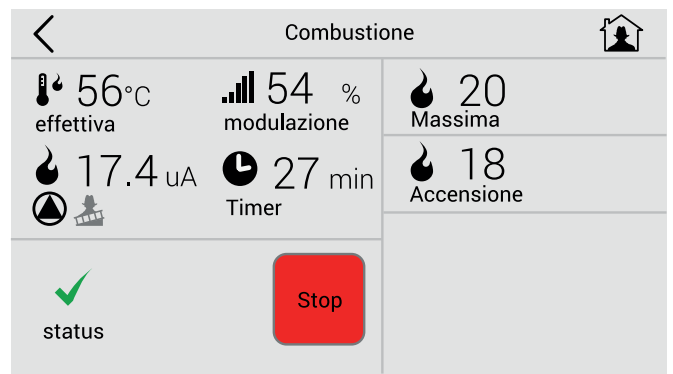 Combustione
56°C
effettiva
54 %
modulazione
17.4 uA
27 min
Timer
20
Massima
18
Accensione
status
Stop